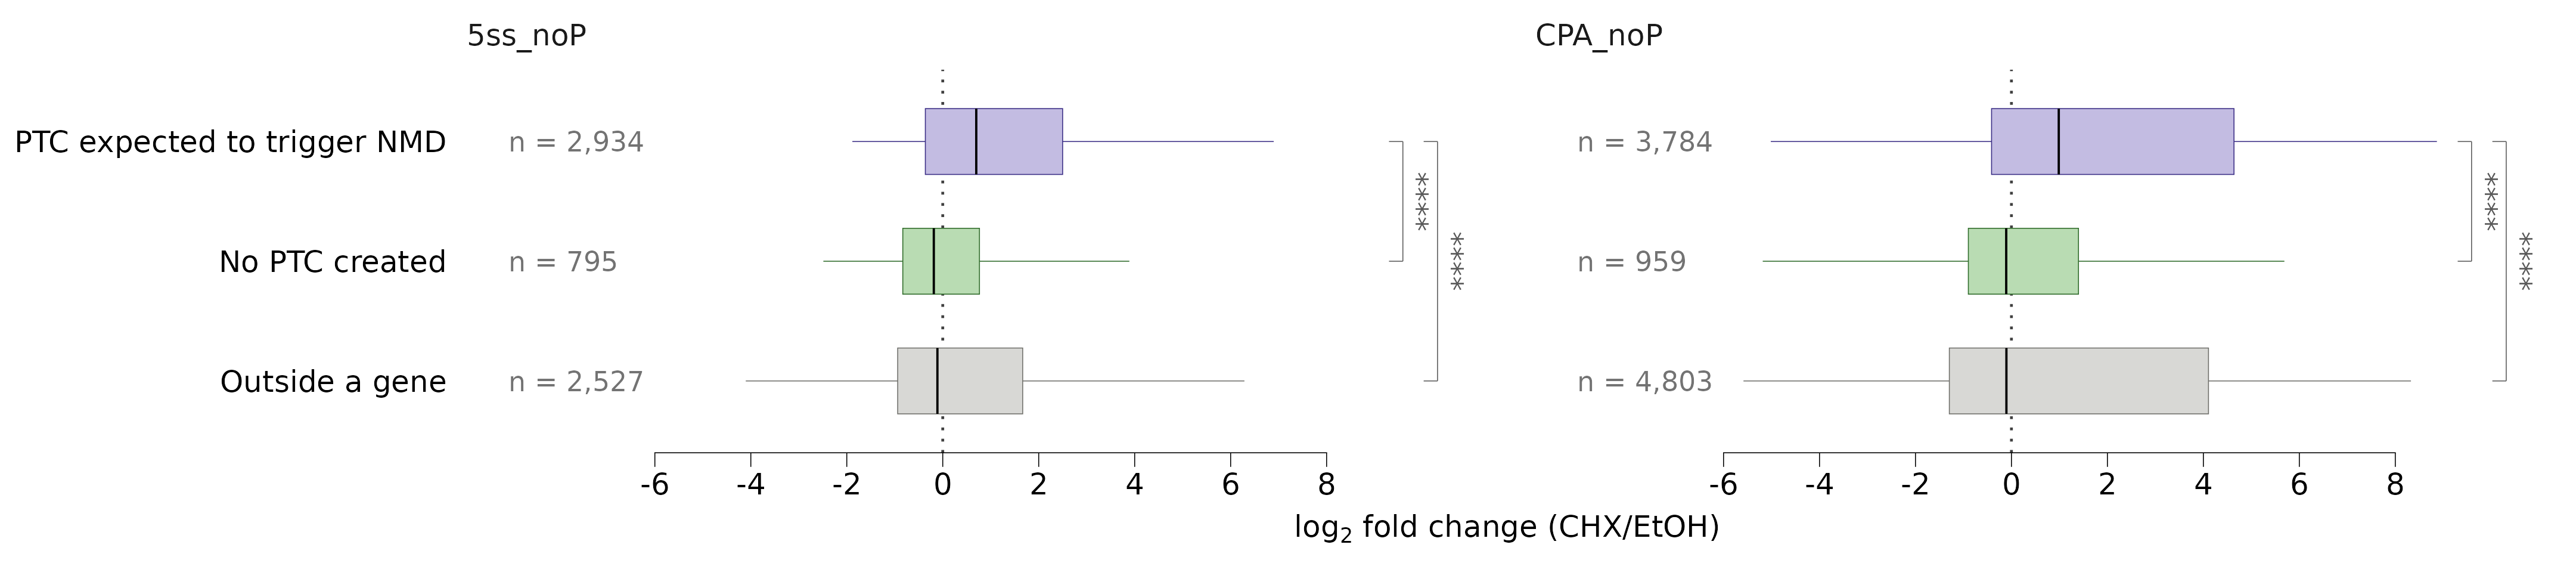 5ss_noP
CPA_noP
PTC expected to trigger NMD n = 2,934
n = 3,784
No PTC created n = 795
n = 959
Outside a gene n = 2,527
n = 4,803
****
****
****
****
-6 -4 -2 0 2 4 6 8
-6 -4 -2 0 2 4 6 8
log₂ fold change (CHX/EtOH)